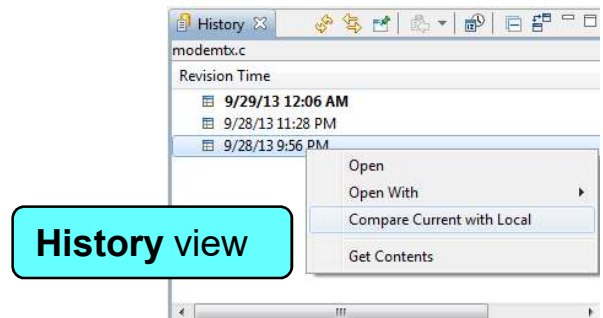 History
modemtx.c
Revision Time
9/29/13 12:06 AM
9/28/13 11:28 PM
9/28/13 9:56 PM
Open
Open With
Compare Current with Local
Get Contents
History view